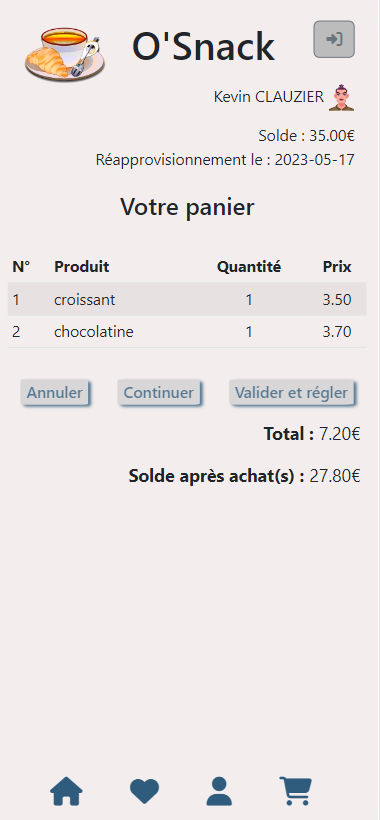 O'Snack
Kevin CLAUZIER
Solde : 35.00€
Réapprovisionnement le : 2023-05-17
Votre panier
N° Produit Quantité Prix
1 croissant 1 3.50
2 chocolatine 1 3.70
Annuler Continuer Valider et régler
Total : 7.20€
Solde après achat(s) : 27.80€